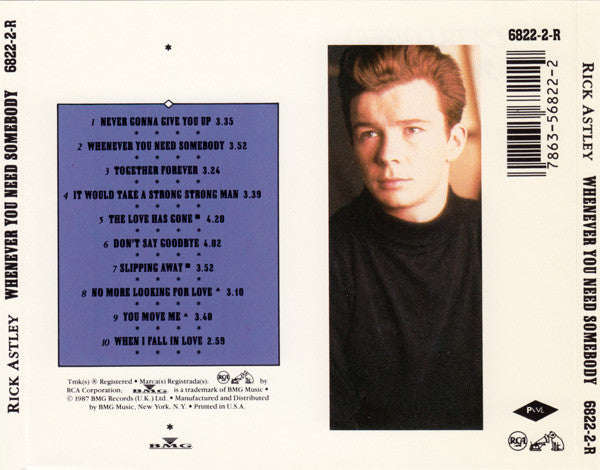 RICK ASTLEY WHENEVER YOU NEED SOMEBODY 6822-2-R
*
1 NEVER GONNA GIVE YOU UP 3.35
* * * *
2 WHENEVER YOU NEED SOMEBODY 3.52
* * * *
3 TOGETHER FOREVER 3.24
* * * *
4 IT WOULD TAKE A STRONG STRONG MAN 3.39
* * * *
5 THE LOVE HAS GONE ■ 4.20
* * * *
6 DON'T SAY GOODBYE 4.02
* * * *
7 SLIPPING AWAY ■ 3.52
* * * *
8 NO MORE LOOKING FOR LOVE ▲ 3.10
* * * *
9 YOU MOVE ME ▲ 3.40
* * * *
10 WHEN I FALL IN LOVE 2.59
*
Tmk(s) ® Registered • Marca(s) Registrada(s): RCA by
RCA Corporation; BMG is a trademark of BMG Music •
© 1987 BMG Records (U.K.) Ltd. • Manufactured and Distributed
by BMG Music, New York, N.Y. • Printed in U.S.A.
*
BMG
6822-2-R
7863-56822-2
RICK ASTLEY WHENEVER YOU NEED SOMEBODY 6822-2-R
PWL
RCA